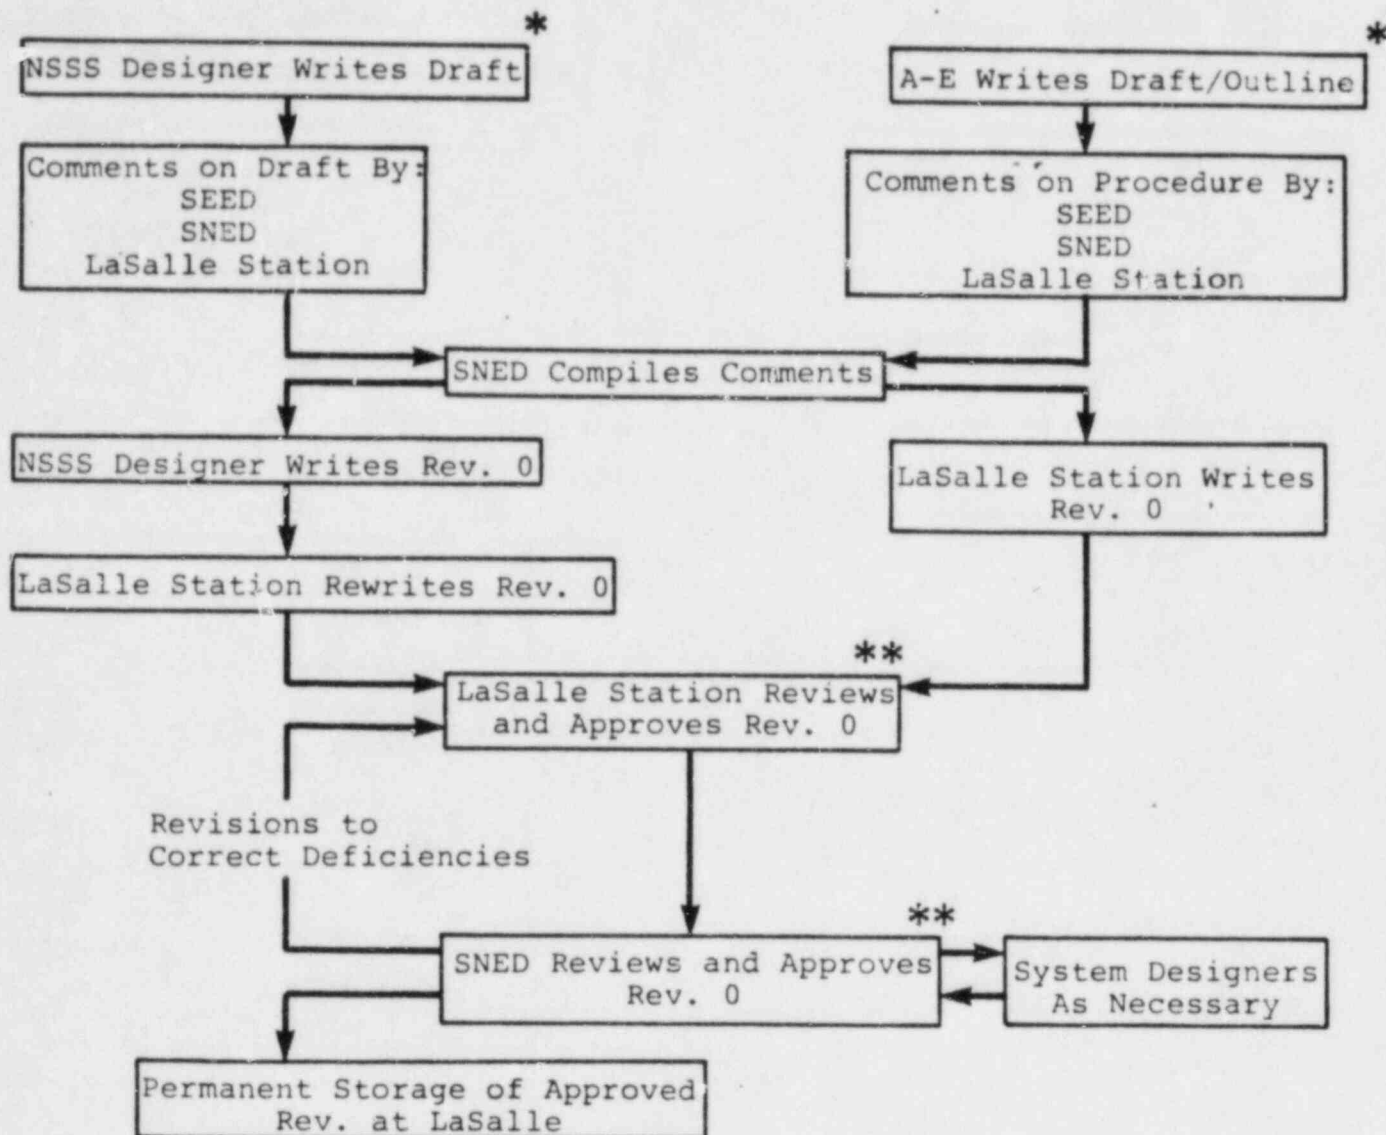 *
NSSS Designer Writes Draft
*
A-E Writes Draft/Outline
Comments on Draft By:
SEED
SNED
LaSalle Station
Comments on Procedure By:
SEED
SNED
LaSalle Station
SNED Compiles Comments
NSSS Designer Writes Rev. 0
LaSalle Station Writes
Rev. 0
LaSalle Station Rewrites Rev. 0
**
LaSalle Station Reviews
and Approves Rev. 0
Revisions to
Correct Deficiencies
**
SNED Reviews and Approves
Rev. 0
System Designers
As Necessary
Permanent Storage of Approved
Rev. at LaSalle